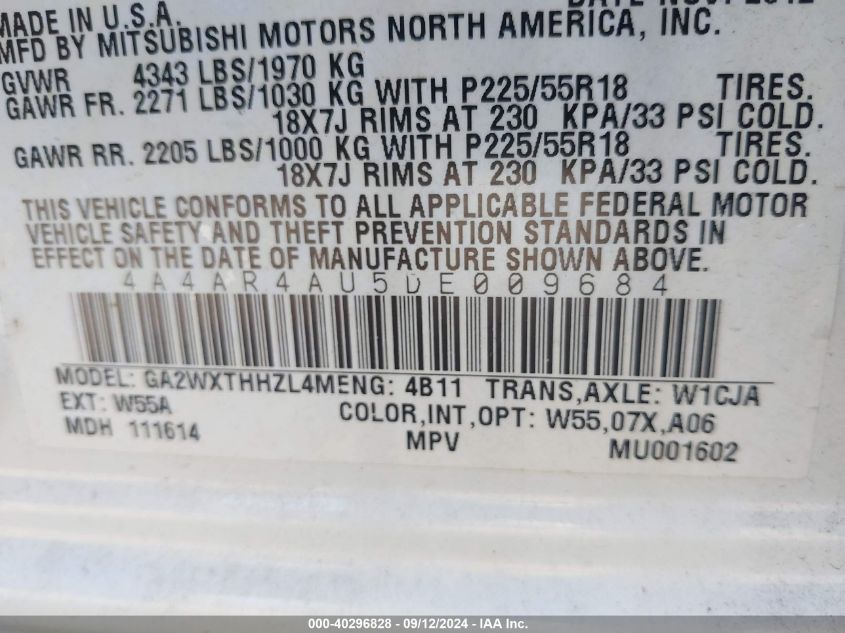 MADE IN U.S.A.
MFD BY MITSUBISHI MOTORS NORTH AMERICA, INC.
GVWR 4343 LBS/1970 KG
GAWR FR. 2271 LBS/1030 KG WITH P225/55R18 TIRES.
18X7J RIMS AT 230 KPA/33 PSI COLD.
GAWR RR. 2205 LBS/1000 KG WITH P225/55R18 TIRES.
18X7J RIMS AT 230 KPA/33 PSI COLD.
THIS VEHICLE CONFORMS TO ALL APPLICABLE FEDERAL MOTOR
VEHICLE SAFETY AND THEFT PREVENTION STANDARDS IN
EFFECT ON THE DATE OF MANUFACTURE SHOWN ABOVE.
4A4AR4AU5DE009684
MODEL: GA2WXTHHZL4MENG: 4B11 TRANS,AXLE: W1CJA
EXT: W55A COLOR,INT,OPT: W55,07X,A06
MDH 111614 MPV MU001602
000-40296828 - 09/12/2024 - IAA Inc.